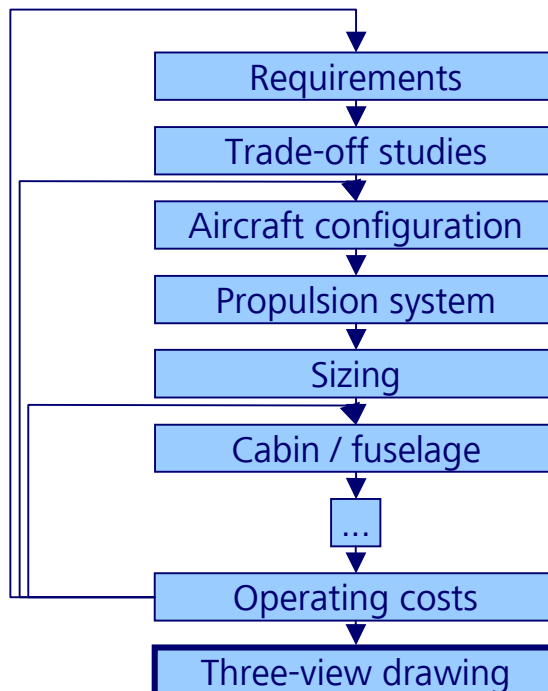 Requirements
Trade-off studies
Aircraft configuration
Propulsion system
Sizing
Cabin / fuselage
...
Operating costs
Three-view drawing